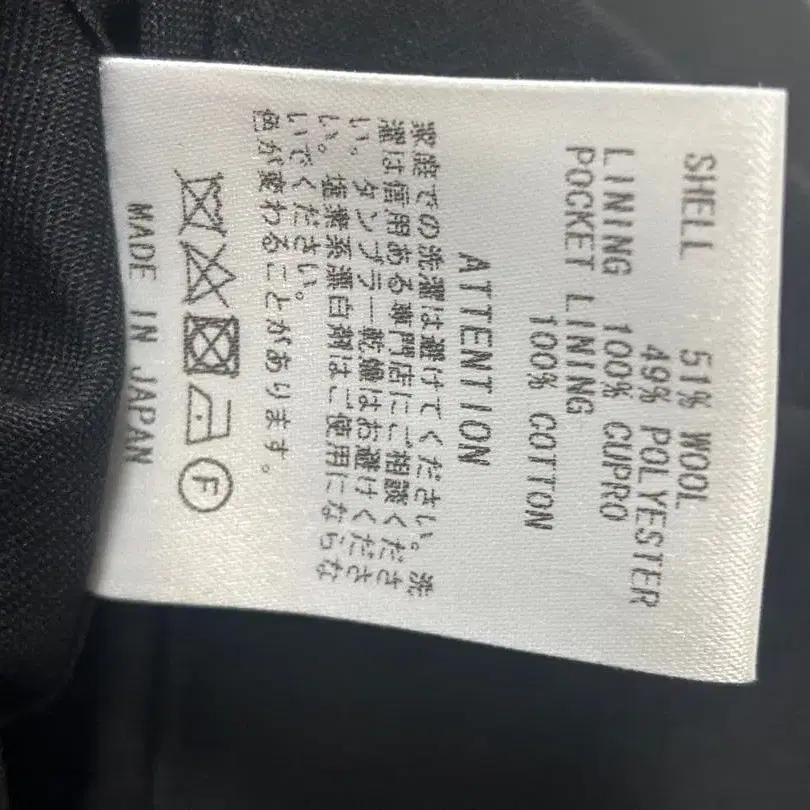 SHELL 51% WOOL
49% POLYESTER
LINING 100% CUPRO
POCKET LINING
100% COTTON
ATTENTION
家庭での洗濯は避けてください。洗
濯は信用ある専門店にご相談くださ
い。タンブラー乾燥はお避けくださ
い。塩素系漂白剤はご使用にならな
いでください。
色が変わることがあります。
F
MADE IN JAPAN